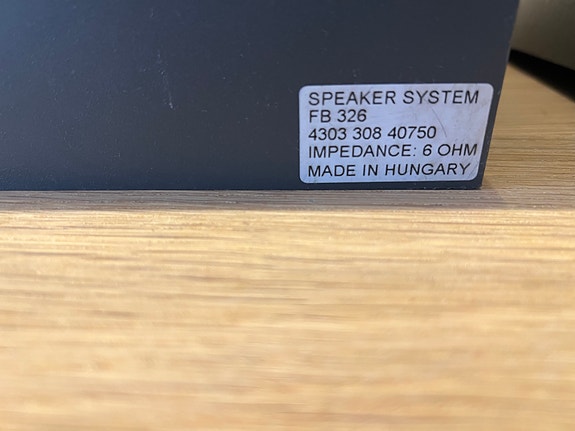 SPEAKER SYSTEM
FB 326
4303 308 40750
IMPEDANCE: 6 OHM
MADE IN HUNGARY